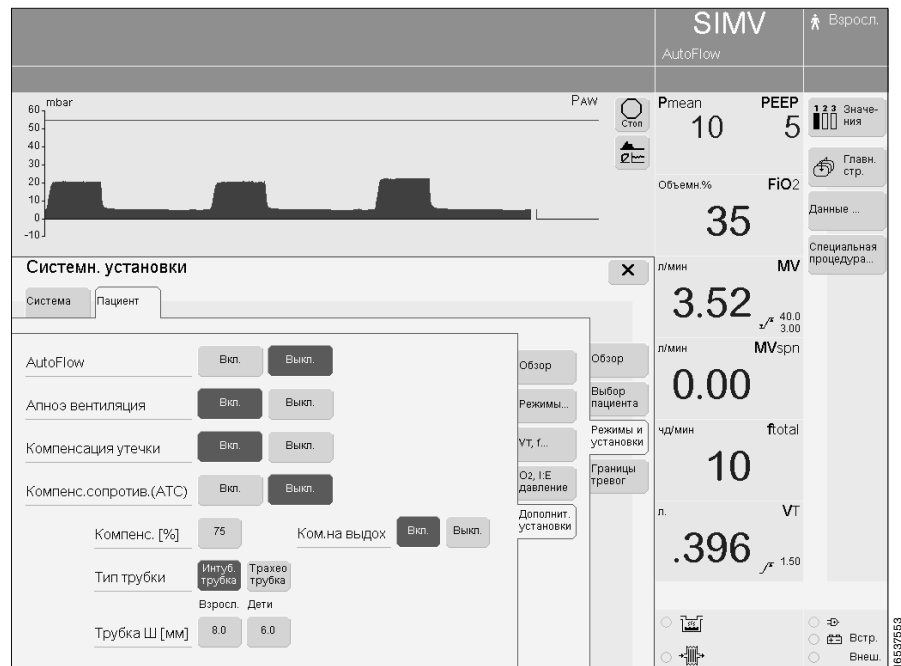 SIMV
AutoFlow
Взросл.
mbar
Paw
60
50
40
30
20
10
0
-10
Стоп
Pmean
PEEP
10
5
Объемн.%
FiO2
35
л/мин
MV
3.52
40.0
3.00
л/мин
MVspn
0.00
чд/мин
ftotal
10
л.
VT
.396
1.50
1 2 3 Значе-
ния
Главн.
стр.
Данные ...
Специальная
процедура...
Системн. установки
Система
Пациент
AutoFlow
Вкл.
Выкл.
Апноэ вентиляция
Вкл.
Выкл.
Компенсация утечки
Вкл.
Выкл.
Компенс.сопротив.(ATC)
Вкл.
Выкл.
Компенс. [%]
75
Ком.на выдох
Вкл.
Выкл.
Тип трубки
Интуб.
трубка
Трахео
трубка
Взросл.
Дети
Трубка Ш [мм]
8.0
6.0
Обзор
Режимы...
VT, f...
O2, I:E
давление
Дополнит.
установки
Обзор
Выбор
пациента
Режимы и
установки
Границы
тревог
Встр.
Внеш.